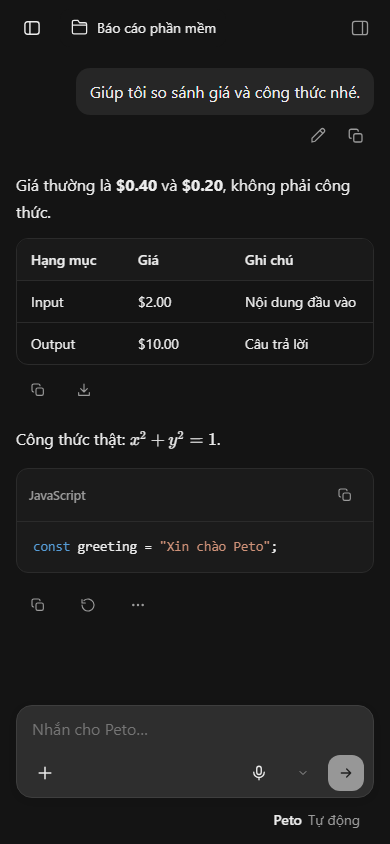 Báo cáo phần mềm
Giúp tôi so sánh giá và công thức nhé.
Giá thường là $0.40 và $0.20, không phải công
thức.
Hạng mục Giá Ghi chú
Input $2.00 Nội dung đầu vào
Output $10.00 Câu trả lời
Công thức thật: x² + y² = 1.
JavaScript
const greeting = "Xin chào Peto";
Nhắn cho Peto...
Peto Tự động